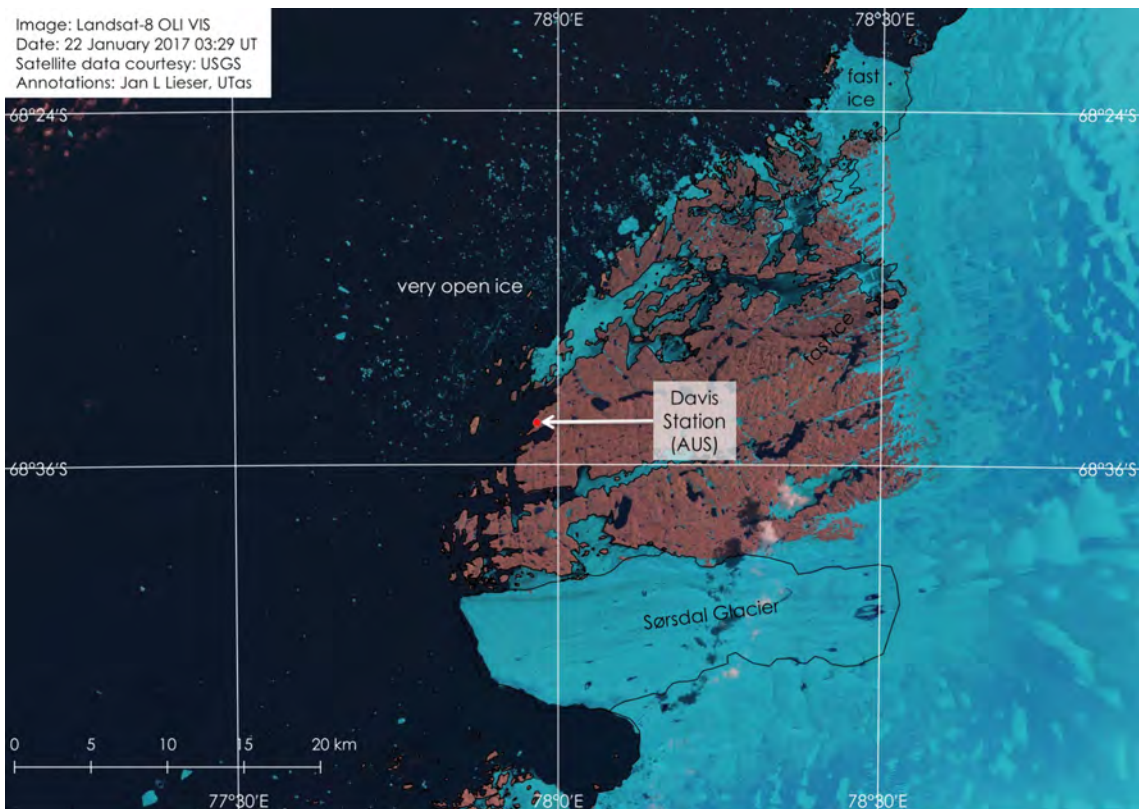 Image: Landsat-8 OLI VIS
Date: 22 January 2017 03:29 UT
Satellite data courtesy: USGS
Annotations: Jan L Lieser, UTas
78°0'E
78°30'E
fast
ice
68°24'S
68°24'S
very open ice
fast ice
Davis
Station
(AUS)
68°36'S
68°36'S
Sørsdal Glacier
0 5 10 15 20 km
77°30'E
78°0'E
78°30'E